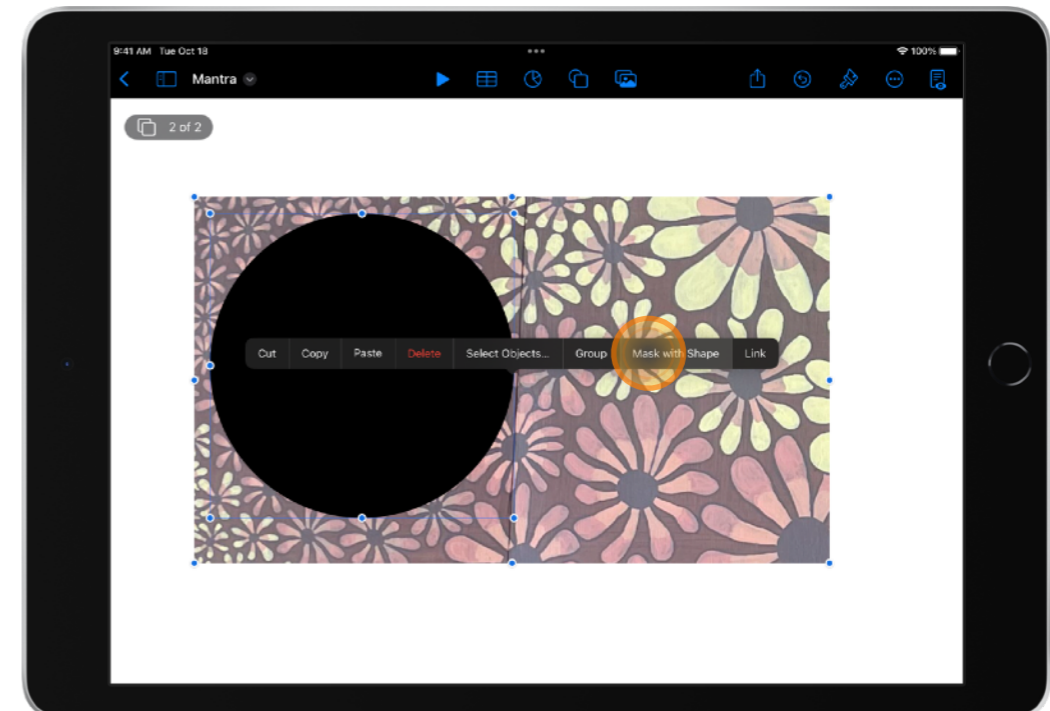 9:41 AM Tue Oct 18
100%
Mantra
2 of 2
Cut Copy Paste Delete Select Objects... Group Mask with Shape Link